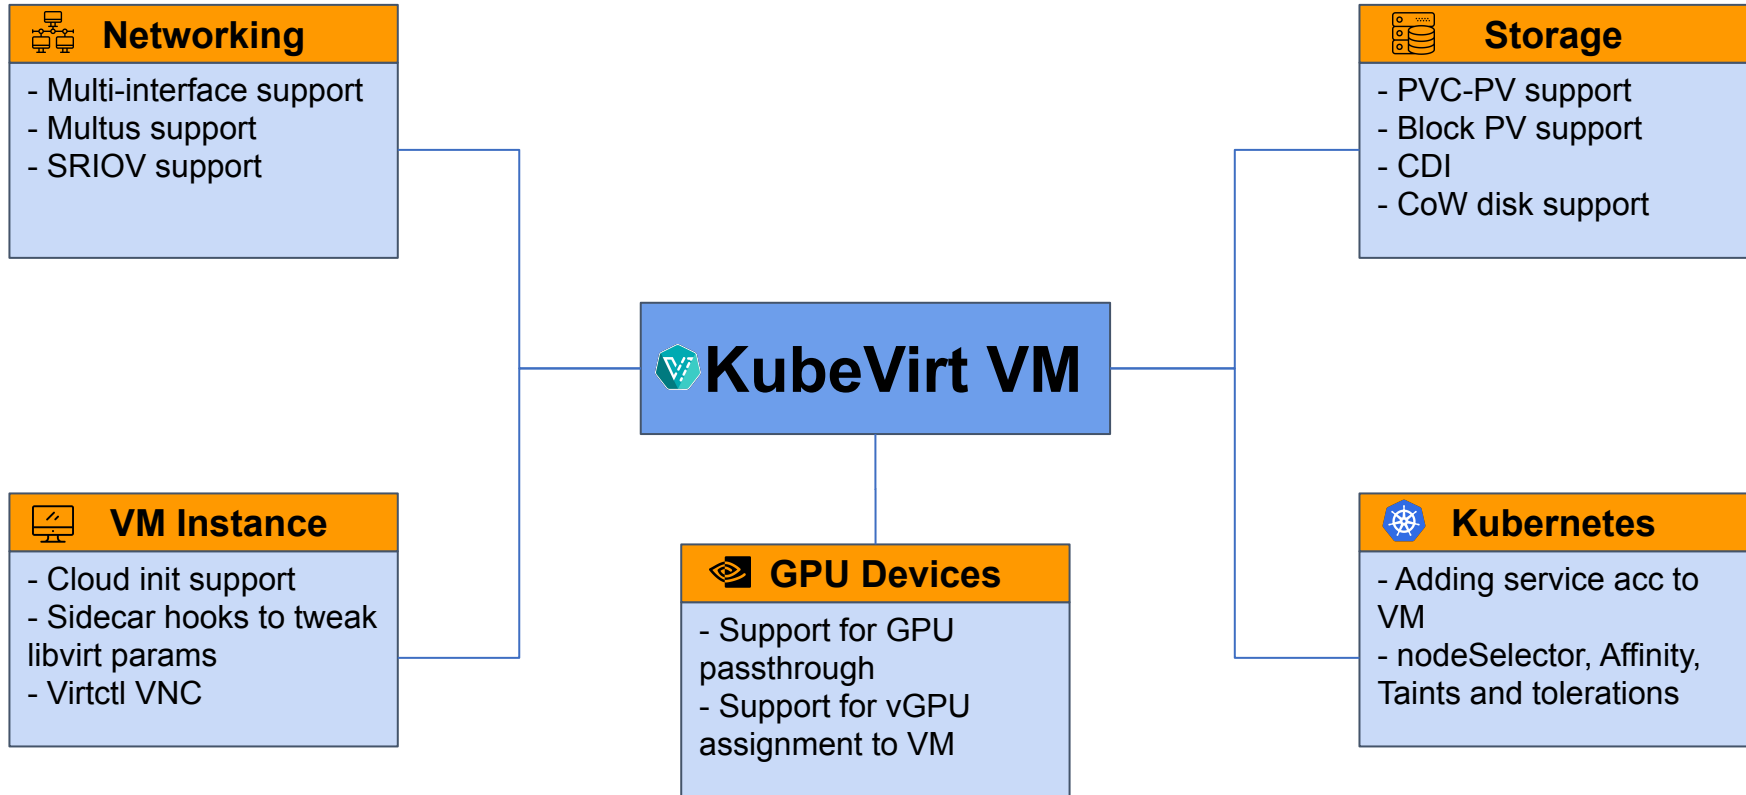 Networking
- Multi-interface support
- Multus support
- SRIOV support
Storage
- PVC-PV support
- Block PV support
- CDI
- CoW disk support
KubeVirt VM
VM Instance
- Cloud init support
- Sidecar hooks to tweak
libvirt params
- Virtctl VNC
GPU Devices
- Support for GPU
passthrough
- Support for vGPU
assignment to VM
Kubernetes
- Adding service acc to
VM
- nodeSelector, Affinity,
Taints and tolerations